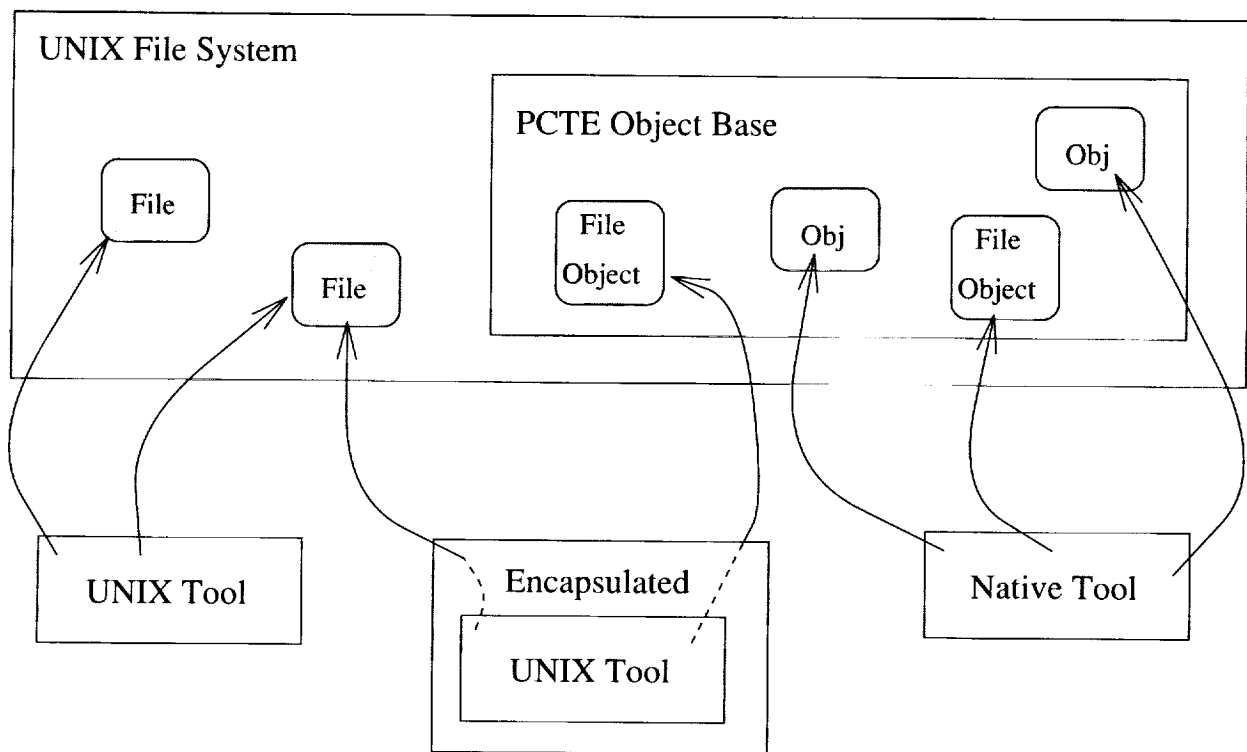 UNIX File System
PCTE Object Base
Obj
File
File
Object
Obj
File
Object
File
UNIX Tool
Encapsulated
UNIX Tool
Native Tool